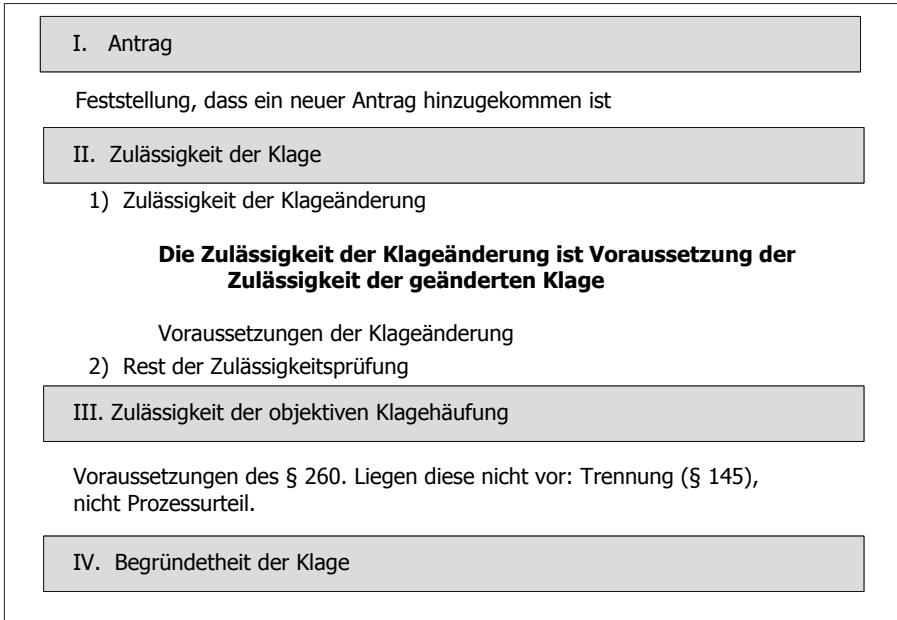 I. Antrag
Feststellung, dass ein neuer Antrag hinzugekommen ist
II. Zulässigkeit der Klage
1) Zulässigkeit der Klageänderung
Die Zulässigkeit der Klageänderung ist Voraussetzung der
Zulässigkeit der geänderten Klage
Voraussetzungen der Klageänderung
2) Rest der Zulässigkeitsprüfung
III. Zulässigkeit der objektiven Klagehäufung
Voraussetzungen des § 260. Liegen diese nicht vor: Trennung (§ 145),
nicht Prozessurteil.
IV. Begründetheit der Klage